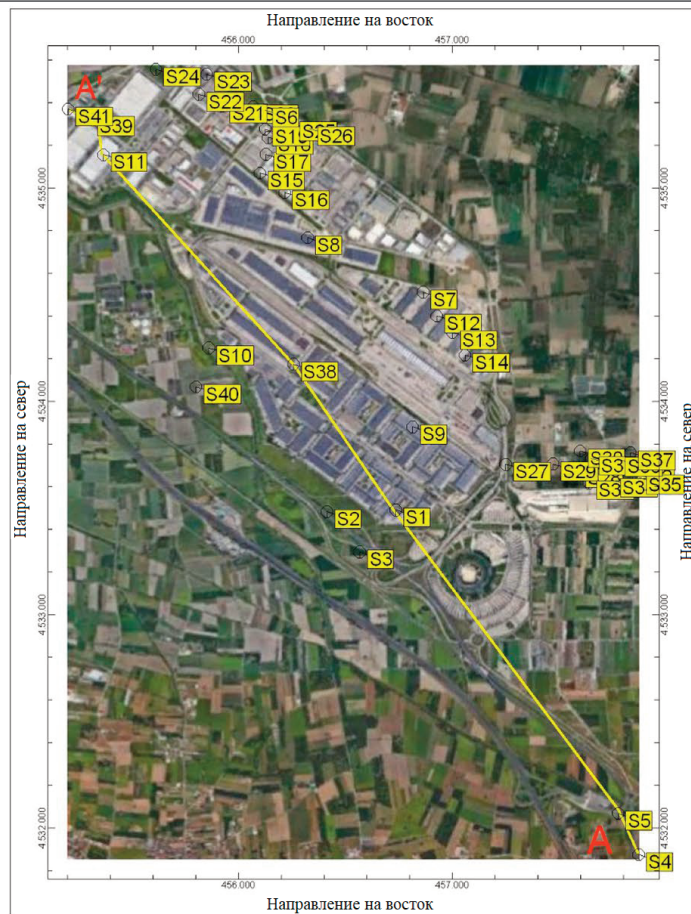 Направление на восток
456.000 457.000
A'
S24
S23
S22
S21
S6
S41
S39
S26
S11
S17
S15
S16
4 535.000 4 535.000
S8
S7
S12
S13
S14
S10
S38
S40
4 534.000 4 534.000
S9
S37
S27
S29
S35
S1
S2
S3
Направление на север
Направление на север
4 533.000 4 533.000
S5
4 532.000 4 532.000
A
S4
456.000 457.000
Направление на восток